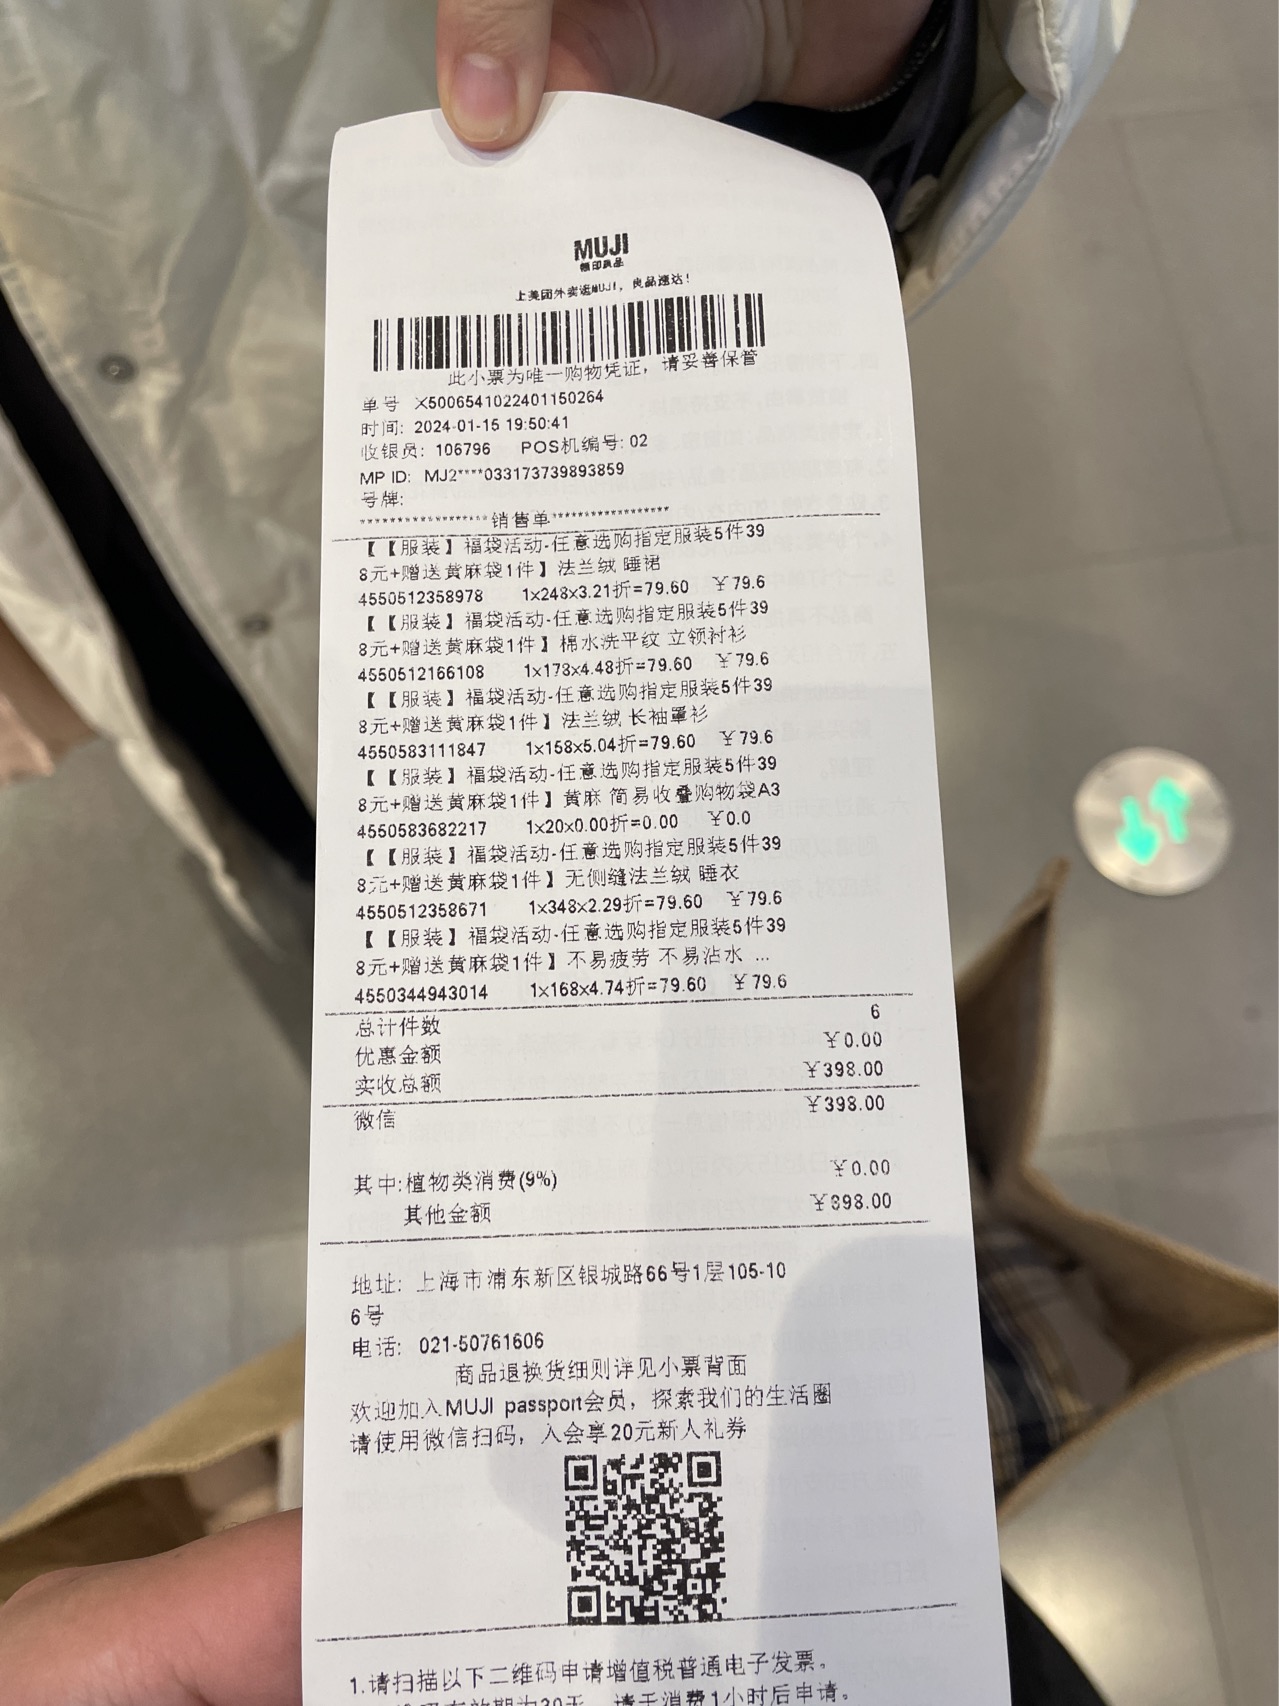 MUJI
無印良品
上美团外卖逛MUJI，良品速达！
此小票为唯一购物凭证，请妥善保管
单号 X5006541022401150264
时间: 2024-01-15 19:50:41
收银员: 106796 POS机编号: 02
MP ID: MJ2****033173739893859
号牌:
******************销售单******************
【【服装】福袋活动-任意选购指定服装5件39
8元+赠送黄麻袋1件】法兰绒 睡裙
4550512358978 1x248x3.21折=79.60 ￥79.6
【【服装】福袋活动-任意选购指定服装5件39
8元+赠送黄麻袋1件】棉水洗平纹 立领衬衫
4550512166108 1x178x4.48折=79.60 ￥79.6
【【服装】福袋活动-任意选购指定服装5件39
8元+赠送黄麻袋1件】法兰绒 长袖罩衫
4550583111847 1x158x5.04折=79.60 ￥79.6
【【服装】福袋活动-任意选购指定服装5件39
8元+赠送黄麻袋1件】黄麻 简易收叠购物袋A3
4550583682217 1x20x0.00折=0.00 ￥0.0
【【服装】福袋活动-任意选购指定服装5件39
8元+赠送黄麻袋1件】无侧缝法兰绒 睡衣
4550512358671 1x348x2.29折=79.60 ￥79.6
【【服装】福袋活动-任意选购指定服装5件39
8元+赠送黄麻袋1件】不易疲劳 不易沾水 ...
4550344943014 1x168x4.74折=79.60 ￥79.6
总计件数 6
优惠金额 ￥0.00
实收总额 ￥398.00
微信 ￥398.00
其中:植物类消费(9%) ￥0.00
其他金额 ￥398.00
地址: 上海市浦东新区银城路66号1层105-10
6号
电话: 021-50761606
商品退换货细则详见小票背面
欢迎加入MUJI passport会员，探索我们的生活圈
请使用微信扫码，入会享20元新人礼券
1.请扫描以下二维码申请增值税普通电子发票。
效期为30天，请于消费1小时后申请。